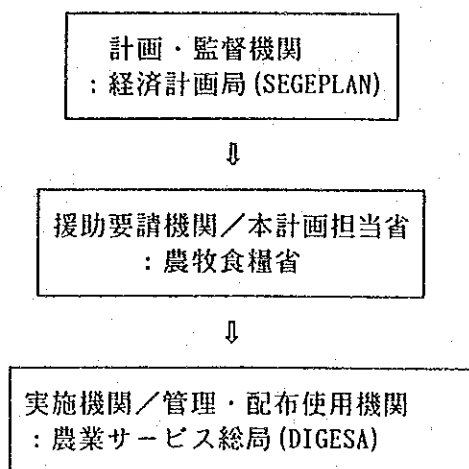 計画・監督機関
：経済計画局(SEGEPLAN)
⇩
援助要請機関／本計画担当省
：農牧食糧省
⇩
実施機関／管理・配布使用機関
：農業サービス総局(DIGESA)